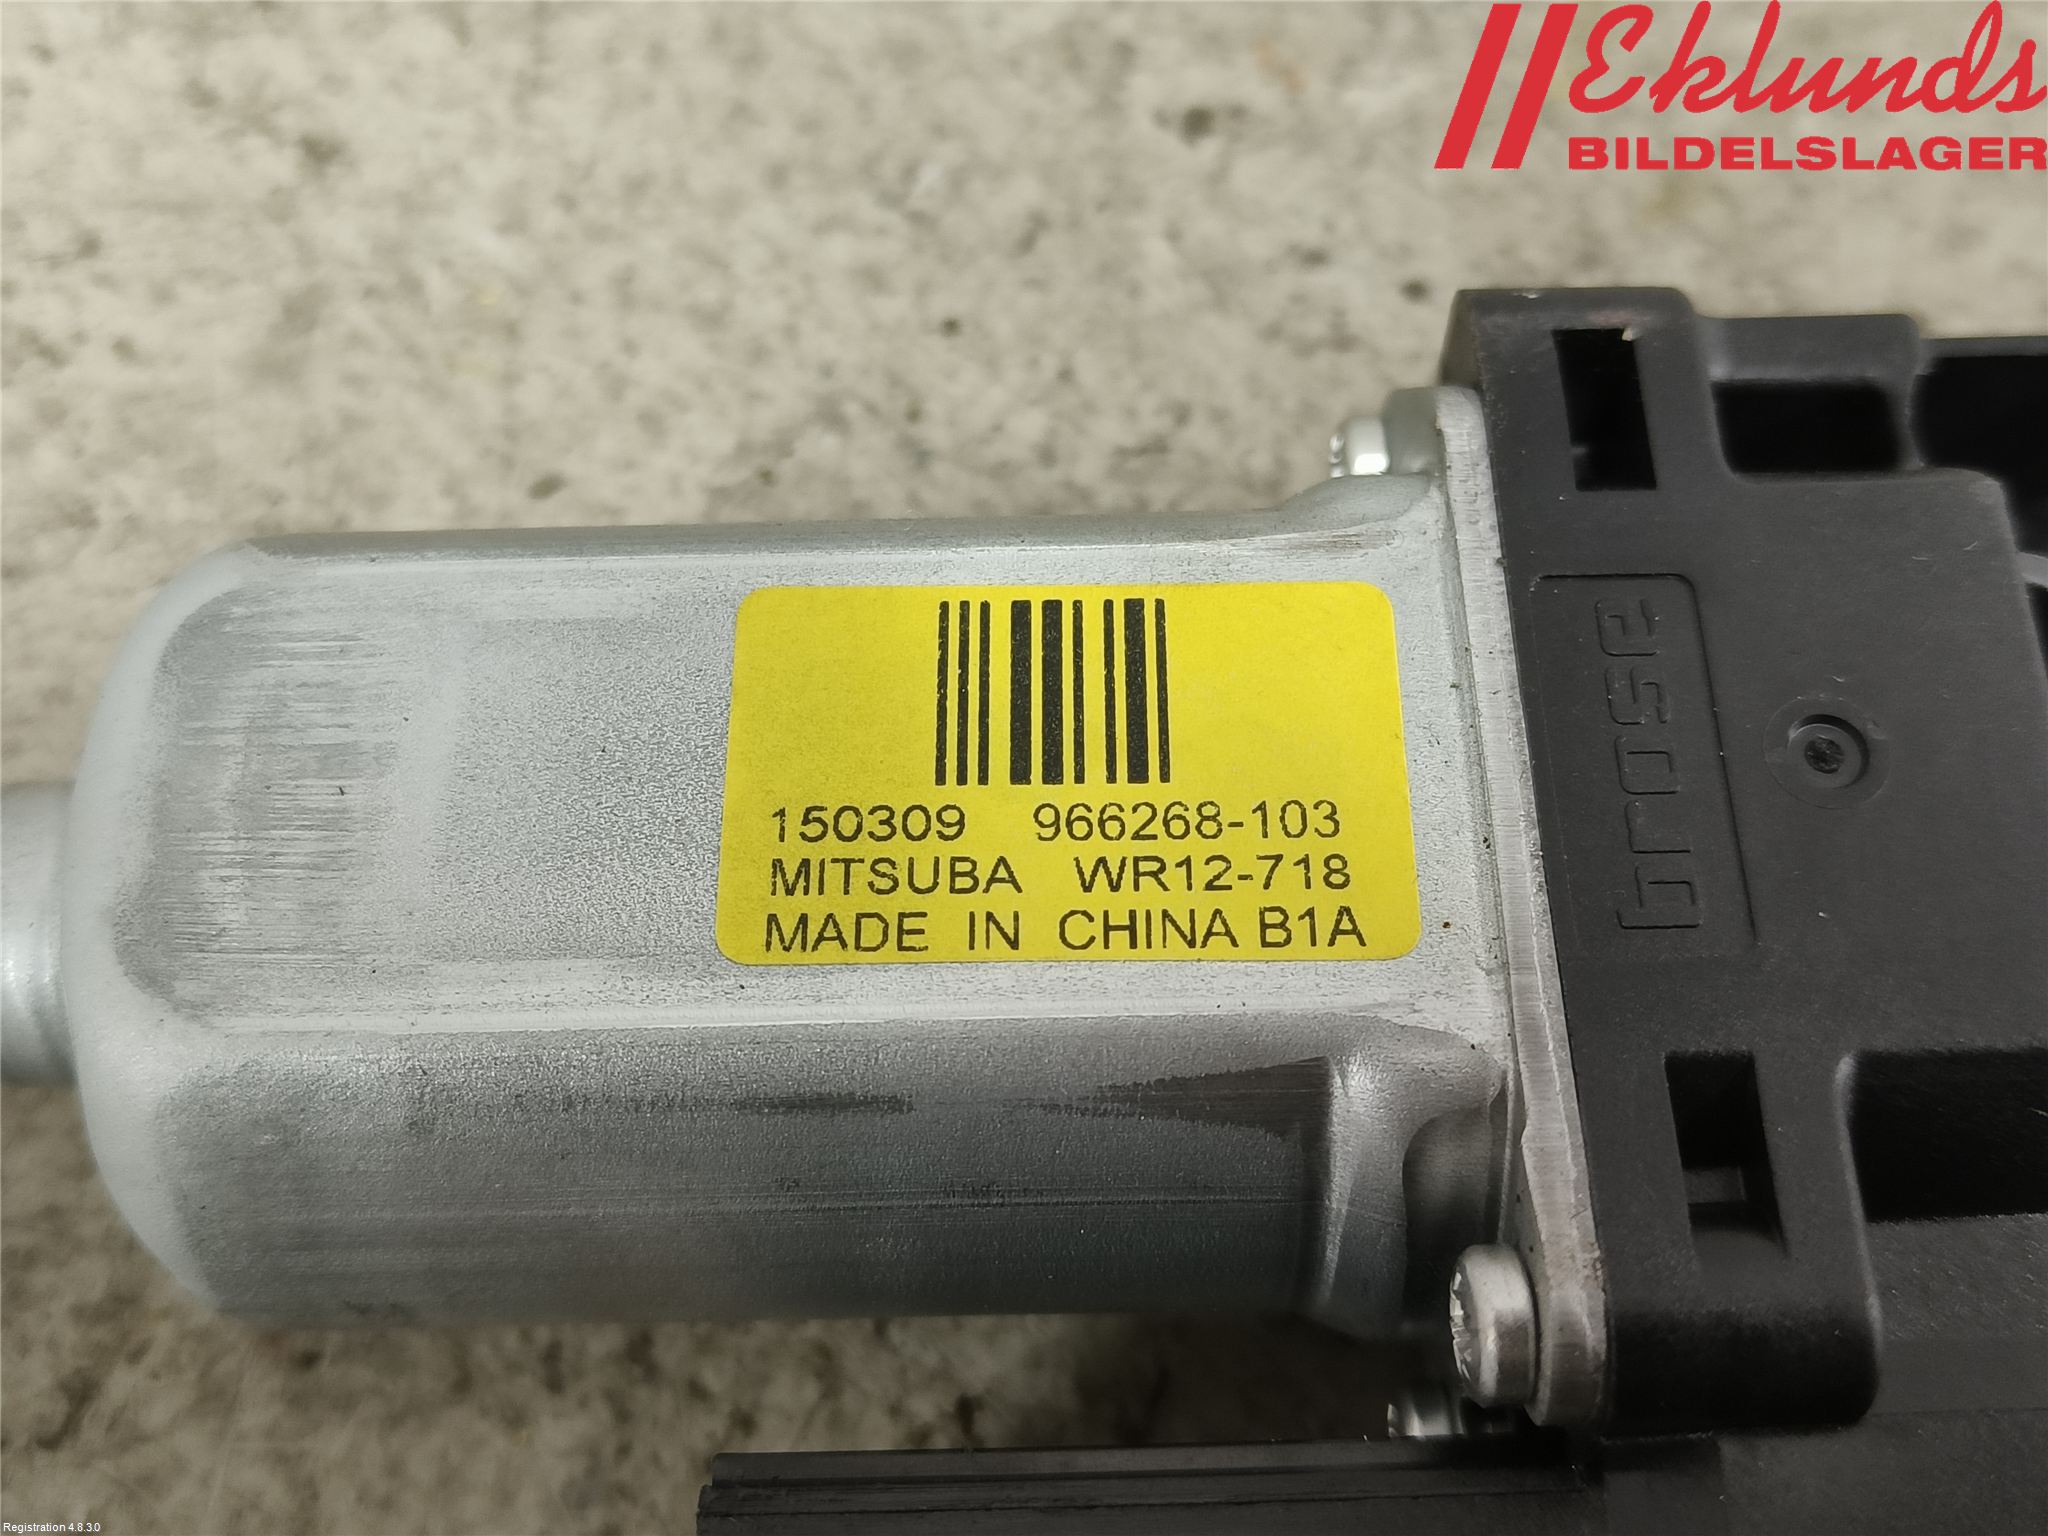 Eklunds
BILDELSLAGER
150309 966268-103
MITSUBA WR12-718
MADE IN CHINA B1A
brose
Registration 4.8.3.0